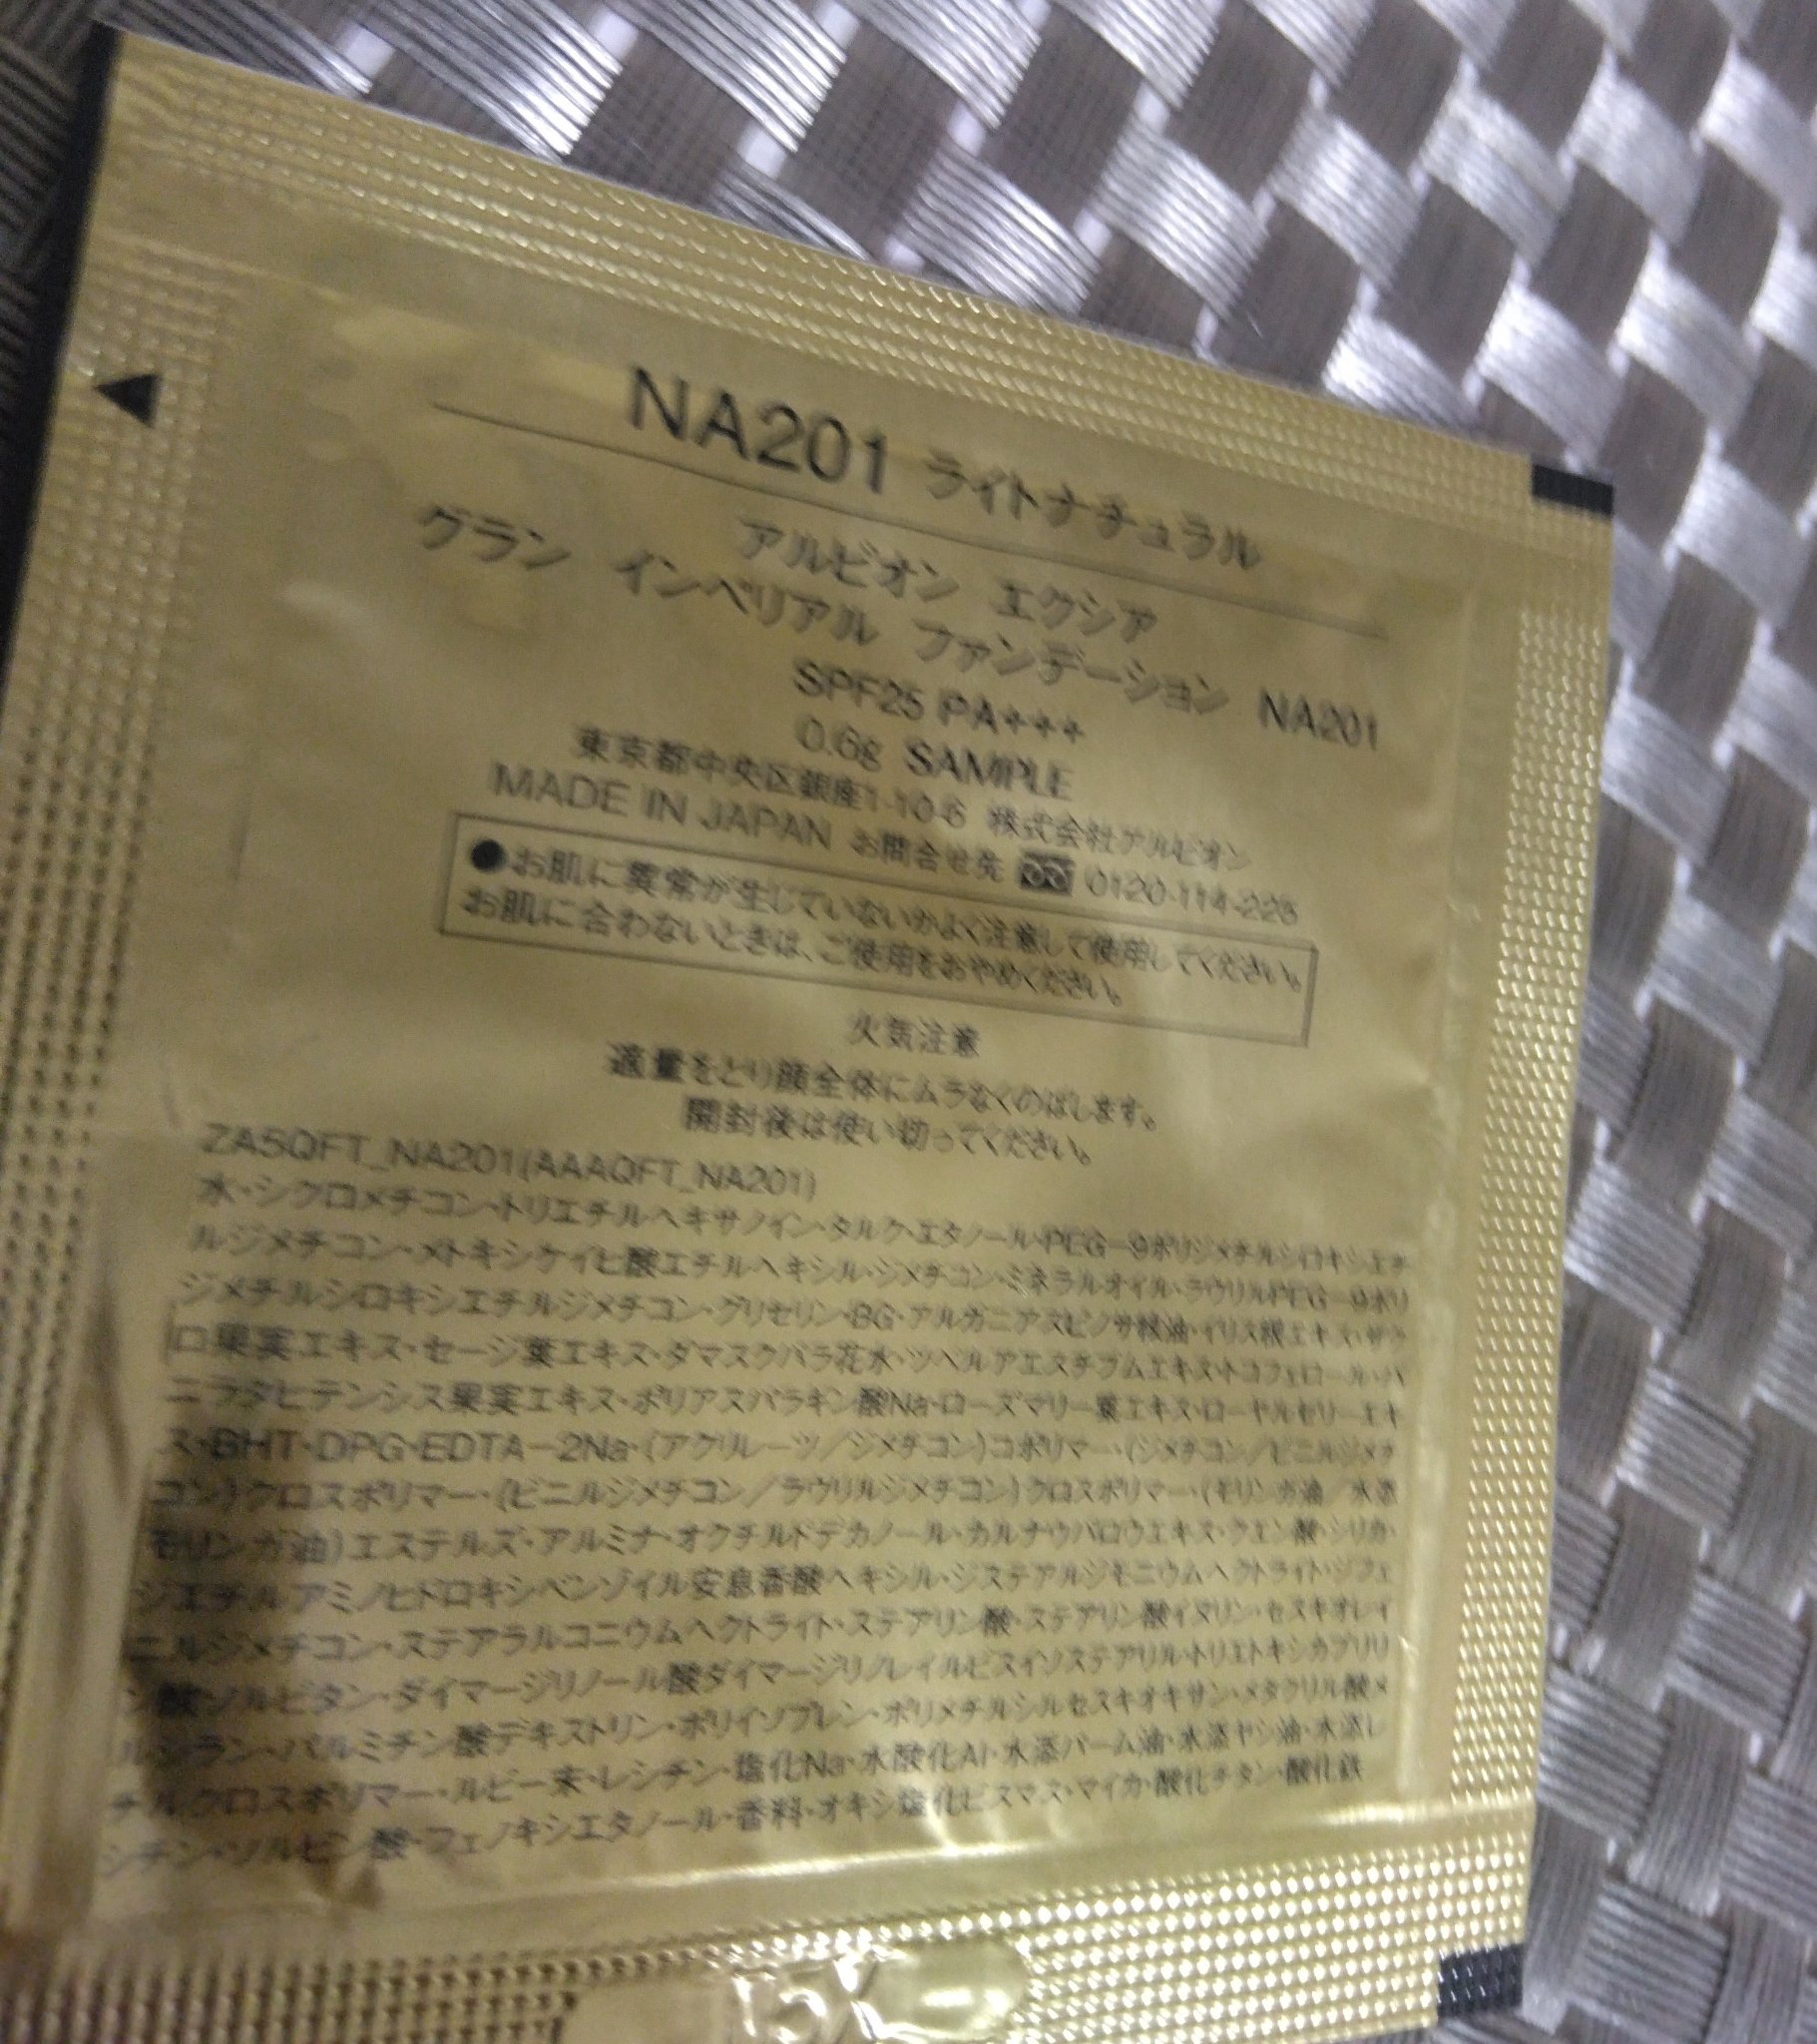 NA201 ライトナチュラル
アルビオン エクシア
グラン インペリアル ファンデーション NA201
SPF25 PA+++
0.6g SAMPLE
東京都中央区銀座1-10-6 株式会社アルビオン
MADE IN JAPAN お問合せ先 0120-114-225
●お肌に異常が生じていないかよく注意して使用してください。
お肌に合わないときは、ご使用をおやめください。
火気注意
適量をとり顔全体にムラなくのばします。
開封後は使い切ってください。
ZA5QFT_NA201(AAAQFT_NA201)
水・シクロメチコン・トリエチルヘキサノイン・タルク・エタノール・PEG-9ポリジメチルシロキシエチ
ルジメチコン・メトキシケイヒ酸エチルヘキシル・ジメチコン・ミネラルオイル・ラウリルPEG-9ポリ
ジメチルシロキシエチルジメチコン・グリセリン・BG・アルガニアスピノサ核油・イリス根エキス・ザク
ロ果実エキス・セージ葉エキス・ダマスクバラ花水・ツベルアエスチブムエキス・トコフェロール・バ
ニラタヒテンシス果実エキス・ポリアスパラギン酸Na・ローズマリー葉エキス・ローヤルゼリーエキ
ス・BHT・DPG・EDTA-2Na・(アクリレーツ/ジメチコン)コポリマー・(ジメチコン/ビニルジメチ
コン)クロスポリマー・(ビニルジメチコン/ラウリルジメチコン)クロスポリマー・(モリンガ油/水添
モリンガ油)エステルズ・アルミナ・オクチルドデカノール・カルナウバロウエキス・クエン酸・シリカ・
ジエチルアミノヒドロキシベンゾイル安息香酸ヘキシル・ジステアルジモニウムヘクトライト・ジフェ
ニルジメチコン・ステアラルコニウムヘクトライト・ステアリン酸・ステアリン酸イヌリン・セスキオレイ
ン酸ソルビタン・ダイマージリノール酸ダイマージリノレイルビスイソステアリル・トリエトキシカプリリ
ルシラン・パルミチン酸デキストリン・ポリイソプレン・ポリメチルシルセスキオキサン・メタクリル酸メ
チルクロスポリマー・ルビー末・レシチン・塩化Na・水酸化Al・水添パーム油・水添ヤシ油・水添レ
シチン・ソルビン酸・フェノキシエタノール・香料・オキシ塩化ビスマス・マイカ・酸化チタン・酸化鉄